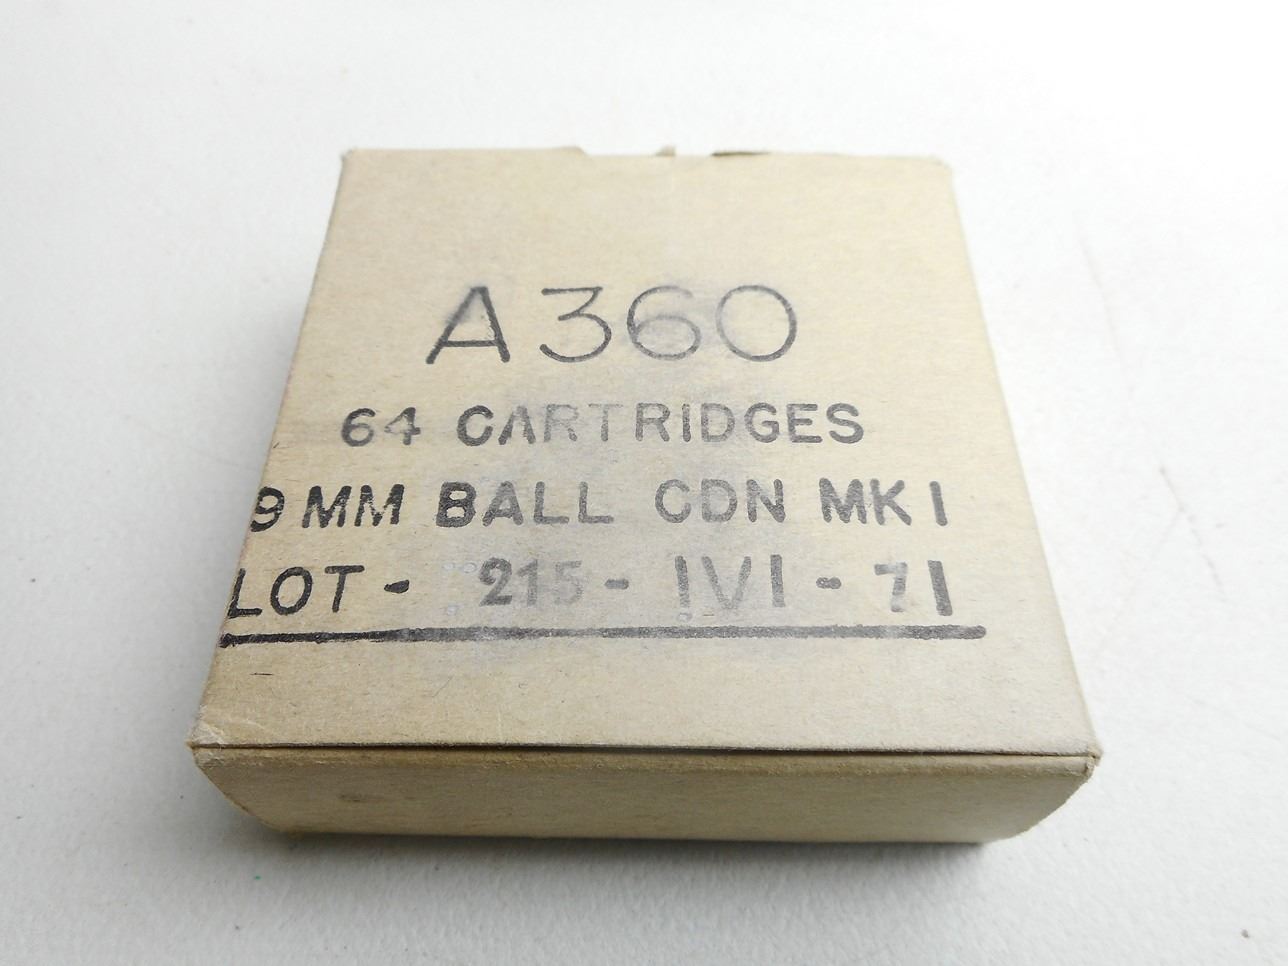 A360
64 CARTRIDGES
9 MM BALL CDN MK I
LOT - 215 - IVI - 71